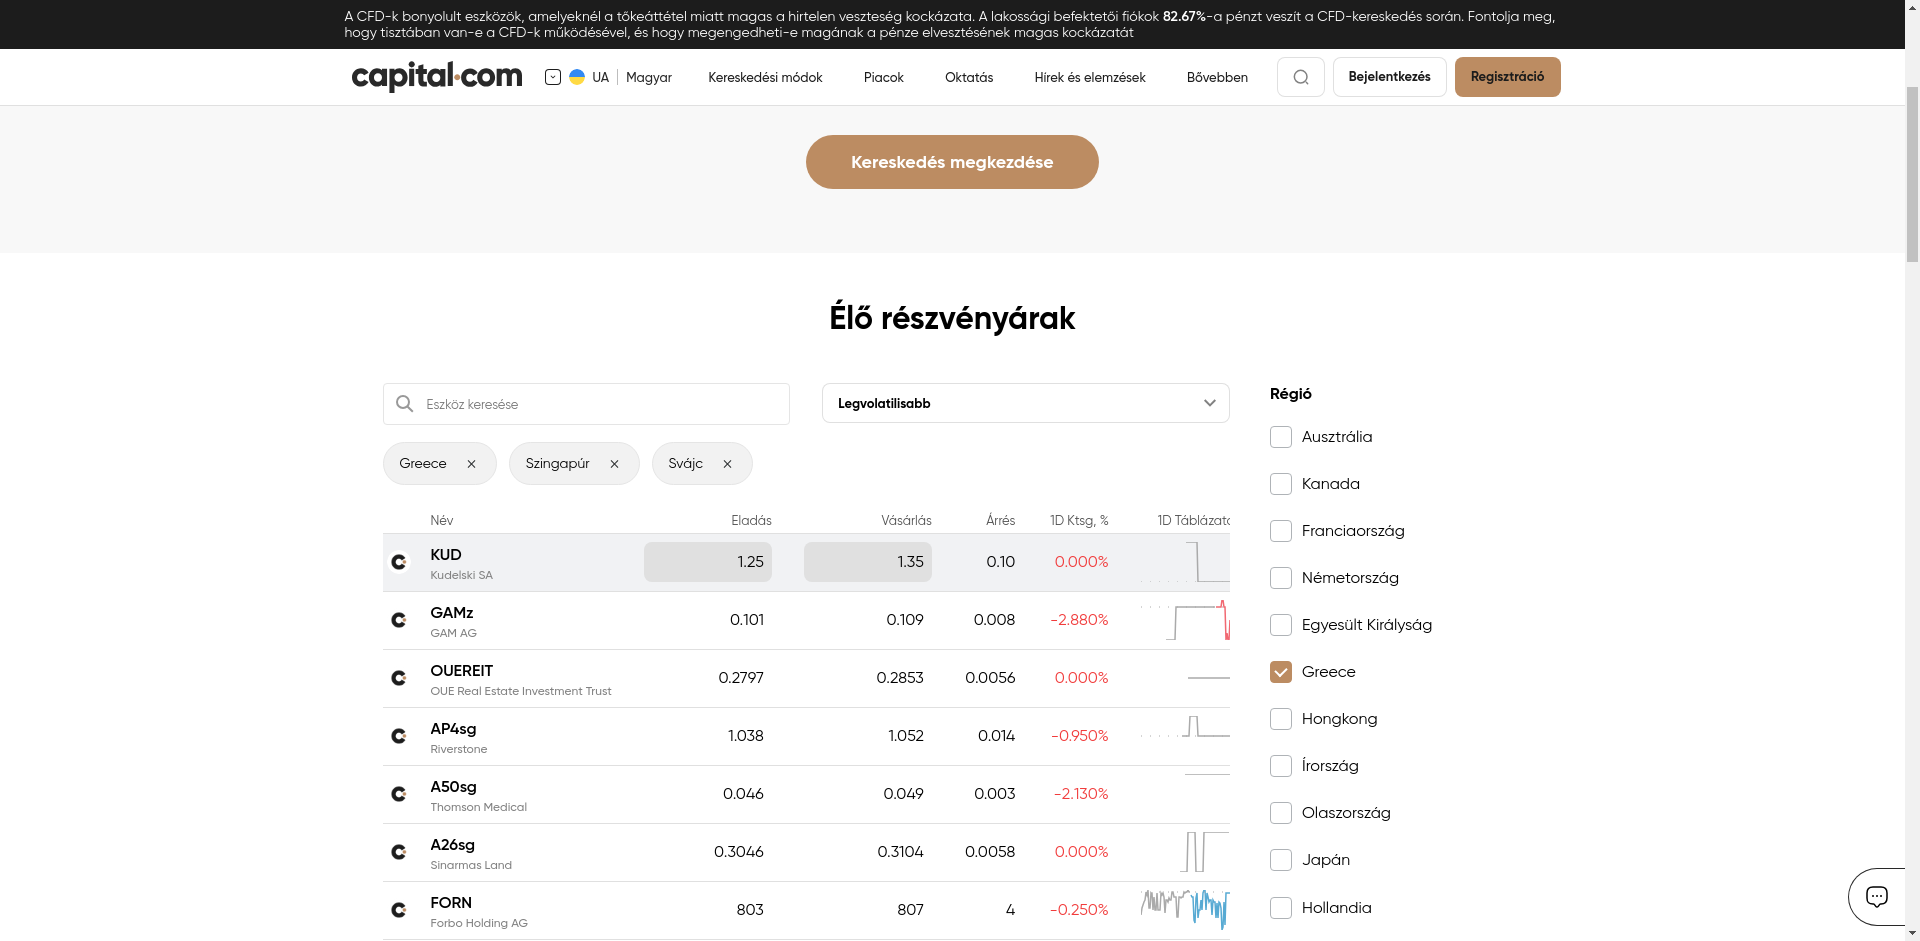 A CFD-k bonyolult eszközök, amelyeknél a tőkeáttétel miatt magas a hirtelen veszteség kockázata. A lakossági befektetői fiókok 82.67%-a pénzt veszít a CFD-kereskedés során. Fontolja meg,
hogy tisztában van-e a CFD-k működésével, és hogy megengedheti-e magának a pénze elvesztésének magas kockázatát
capital.com UA Magyar Kereskedési módok Piacok Oktatás Hírek és elemzések Bővebben Bejelentkezés Regisztráció
Kereskedés megkezdése
Élő részvényárak
Eszköz keresése
Legvolatilisabb
Greece Szingapúr Svájc
Név Eladás Vásárlás Árrés 1D Ktsg, %
KUD 1.25 1.35 0.10 0.000%
Kudelski SA
GAMz 0.101 0.109 0.008 -2.880%
GAM AG
OUEREIT 0.2797 0.2853 0.0056 0.000%
OUE Real Estate Investment Trust
AP4sg 1.038 1.052 0.014 -0.950%
Riverstone
A50sg 0.046 0.049 0.003 -2.130%
Thomson Medical
A26sg 0.3046 0.3104 0.0058 0.000%
Sinarmas Land
FORN 803 807 4 -0.250%
Forbo Holding AG
Régió
Ausztrália
Kanada
Franciaország
Németország
Egyesült Királyság
Greece
Hongkong
Írország
Olaszország
Japán
Hollandia